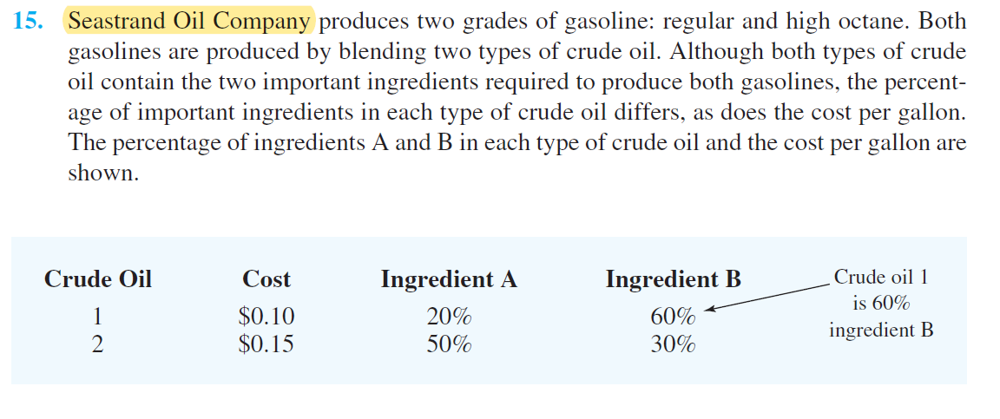 15. Seastrand Oil Company produces two grades of gasoline: regular and high octane. Both
gasolines are produced by blending two types of crude oil. Although both types of crude
oil contain the two important ingredients required to produce both gasolines, the percent-
age of important ingredients in each type of crude oil differs, as does the cost per gallon.
The percentage of ingredients A and B in each type of crude oil and the cost per gallon are
shown.
Crude Oil Cost Ingredient A Ingredient B
1 $0.10 20% 60%
2 $0.15 50% 30%
Crude oil 1
is 60%
ingredient B